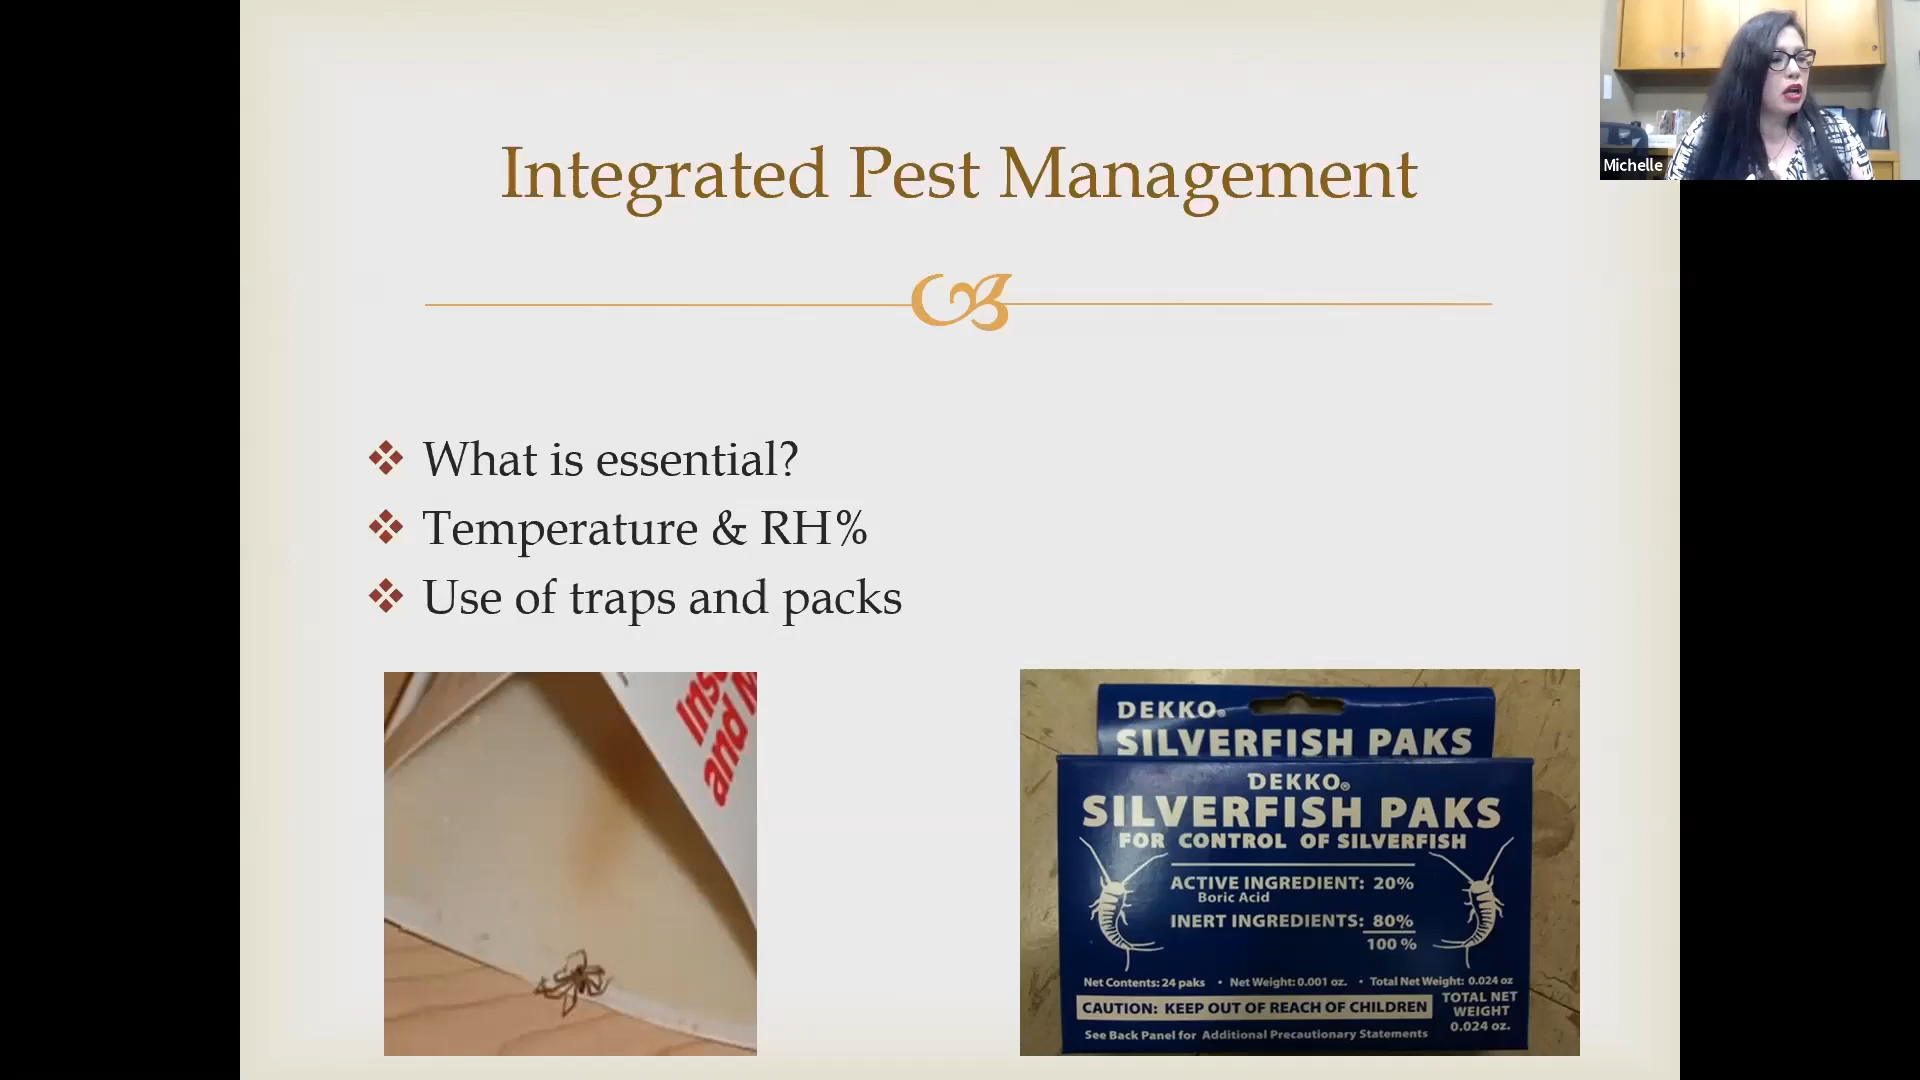 Integrated Pest Management
Michelle
What is essential?
Temperature & RH%
Use of traps and packs
and
DEKKO®
SILVERFISH PAKS
DEKKO®
SILVERFISH PAKS
FOR CONTROL OF SILVERFISH
ACTIVE INGREDIENT: 20%
Boric Acid
INERT INGREDIENTS: 80%
100 %
Net Contents: 24 paks • Net Weight: 0.001 oz. • Total Net Weight: 0.024 oz
CAUTION: KEEP OUT OF REACH OF CHILDREN
TOTAL NET
WEIGHT
0.024 oz.
See Back Panel for Additional Precautionary Statements